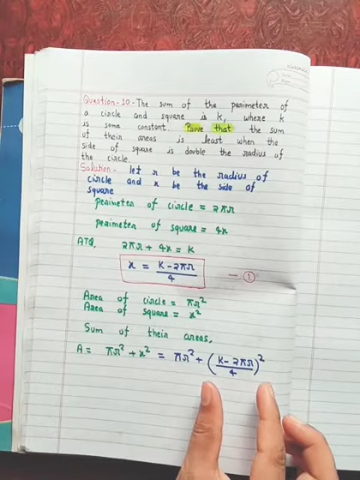 Question-10 - The sum of the perimeter of
a circle and square is K, where K
is some constant. Prove that the sum
of their areas is least when the
side of square is double the radius of
the circle.
Solution - let r be the radius of
circle and x be the side of
square
perimeter of circle = 2πr
perimeter of square = 4x
ATQ, 2πr + 4x = K
x = K - 2πr / 4 — ①
Area of circle = πr²
Area of square = x²
Sum of their areas,
A = πr² + x² = πr² + (K - 2πr / 4)²